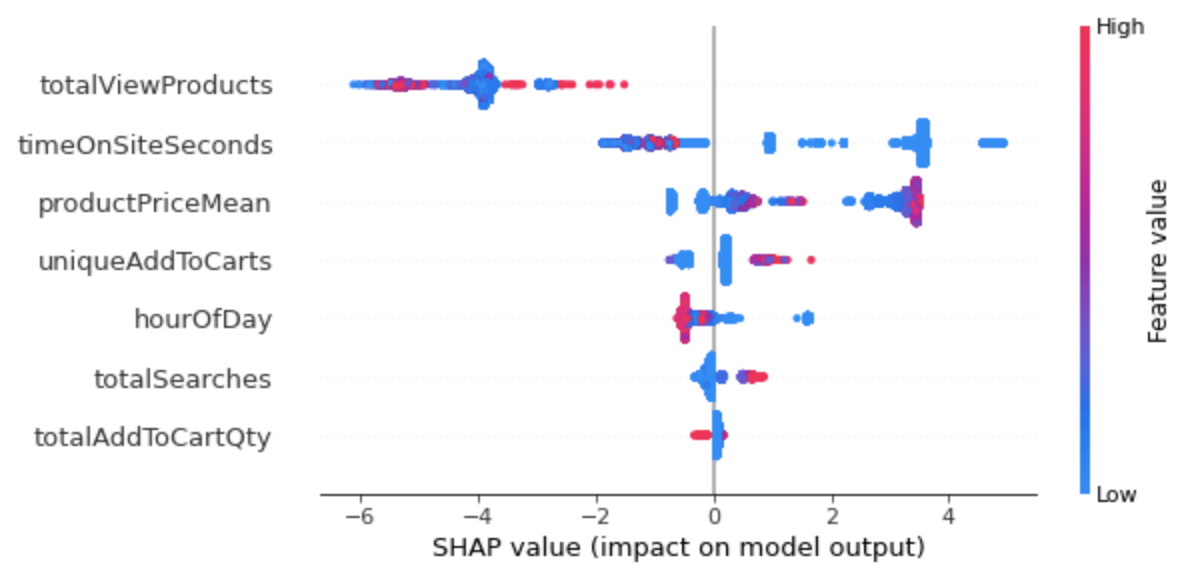 High
totalViewProducts
timeOnSiteSeconds
productPriceMean
uniqueAddToCarts
hourOfDay
totalSearches
totalAddToCartQty
Feature value
Low
−6 −4 −2 0 2 4
SHAP value (impact on model output)